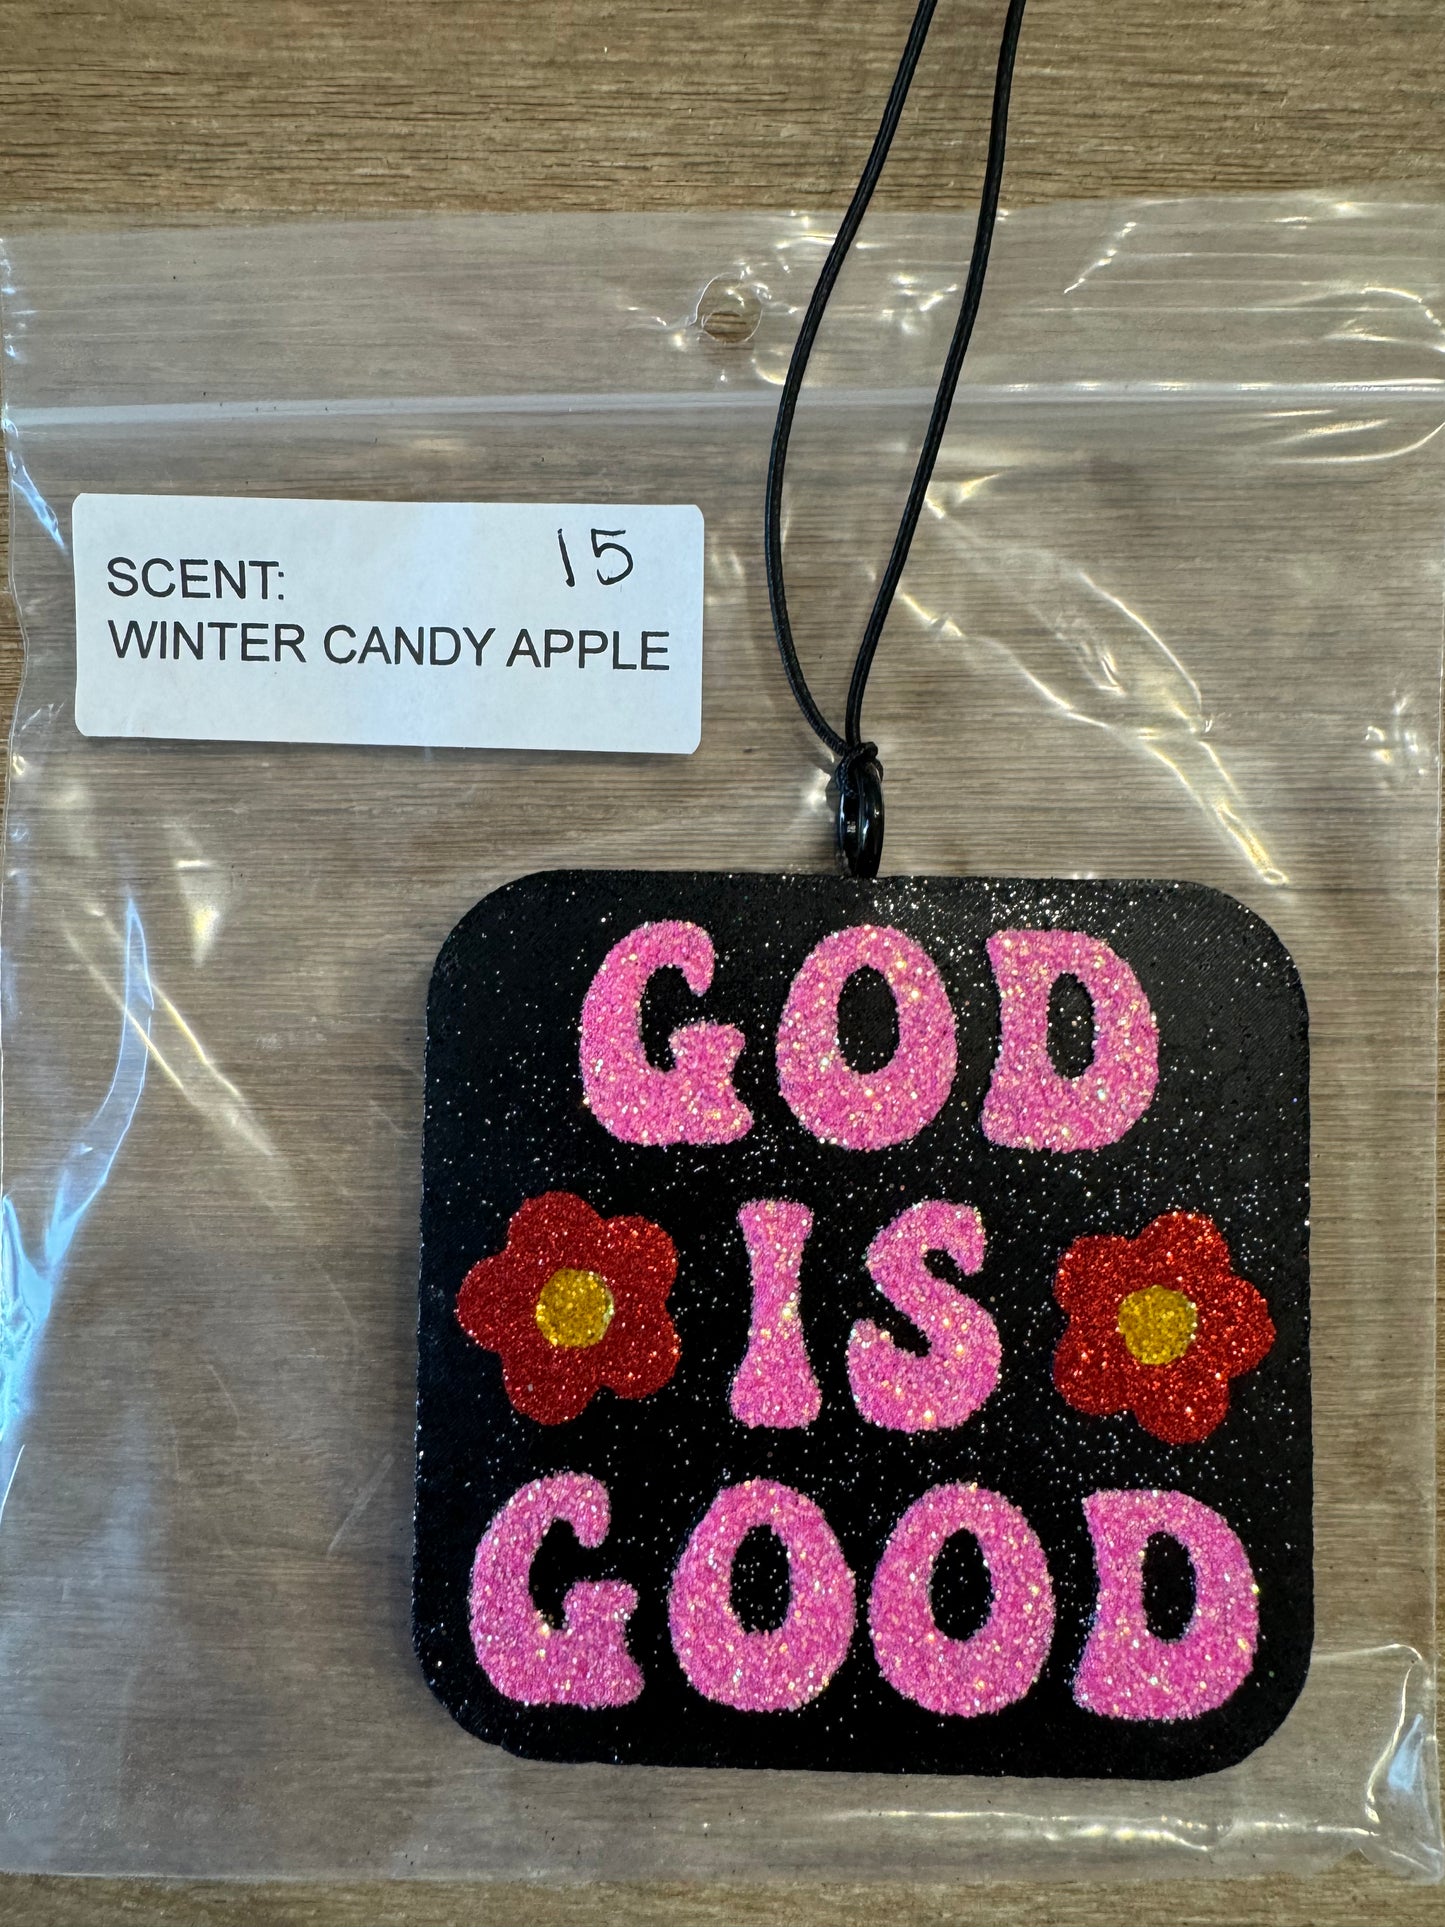 SCENT: 15
WINTER CANDY APPLE
GOD
IS
GOOD